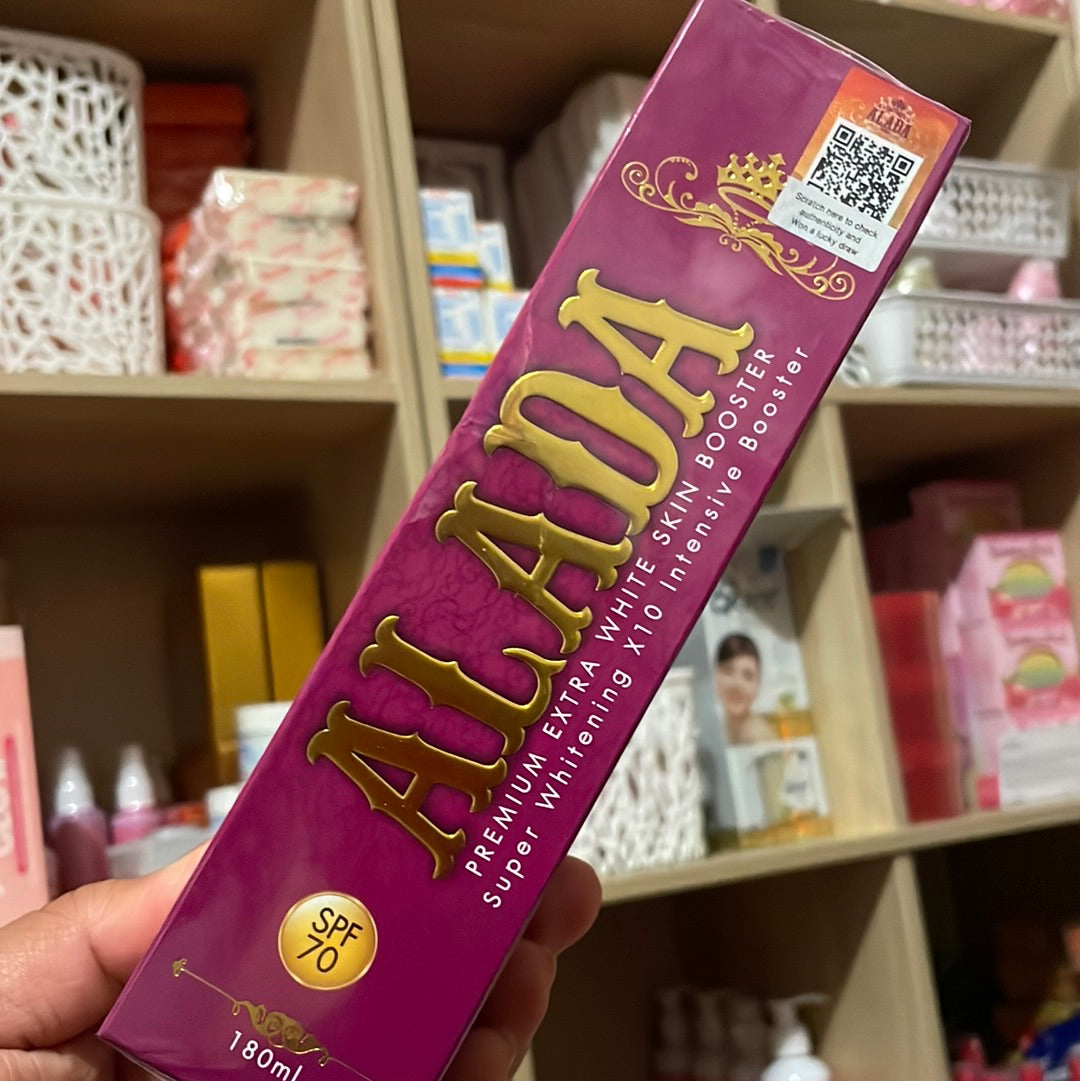 ALADA
Scratch here to check
authenticity and
Won a lucky draw
ALADA
PREMIUM EXTRA WHITE SKIN BOOSTER
Super Whitening X10 Intensive Booster
SPF
70
180ml